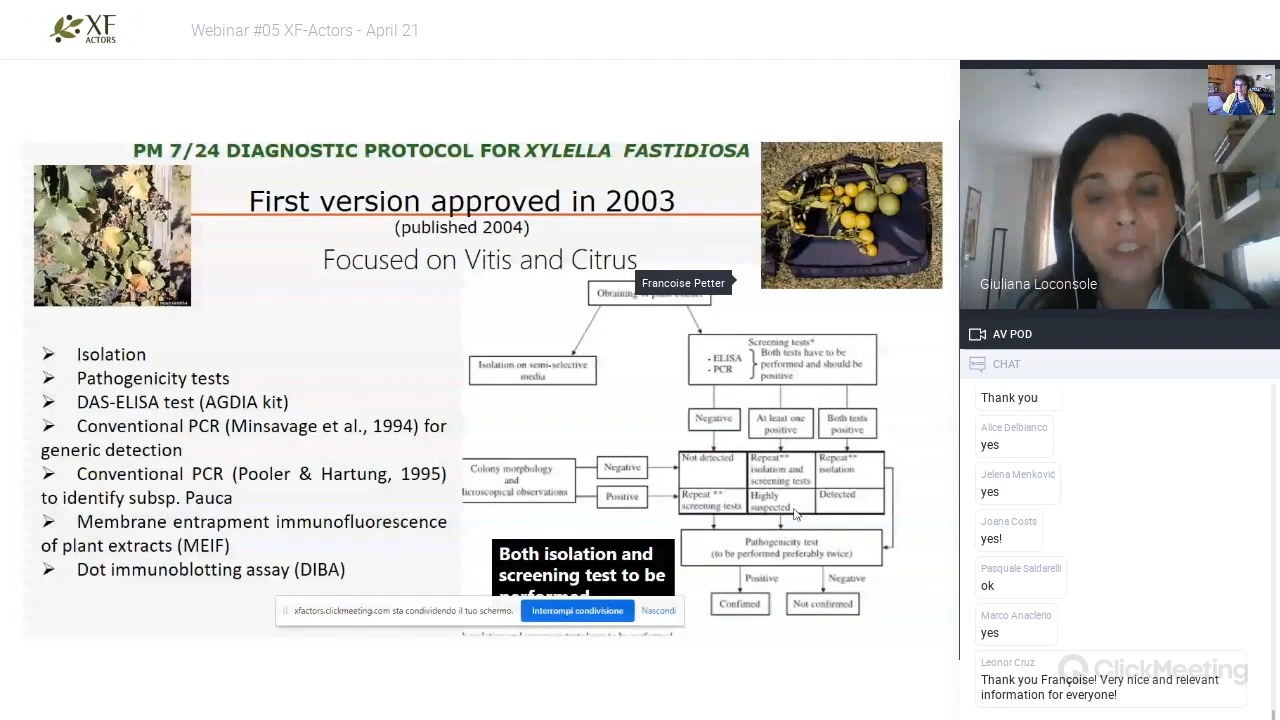 XF
ACTORS
Webinar #05 XF-Actors - April 21
PM 7/24 DIAGNOSTIC PROTOCOL FOR XYLELLA FASTIDIOSA
First version approved in 2003
(published 2004)
Focused on Vitis and Citrus
Francoise Petter
Obtaining of
Isolation on semi-selective
media
Screening tests*
- ELISA
- PCR
Both tests have to be
performed and should be
positive
Negative
At least one
positive
Both tests
positive
Colony morphology
and
microscopical observations
Negative
Positive
Not detected
Repeat**
isolation and
screening tests
Repeat**
isolation
Repeat **
screening tests
Highly
suspected
Detected
Pathogenicity test
(to be performed preferably twice)
Positive
Negative
Confimed
Not confirmed
➢ Isolation
➢ Pathogenicity tests
➢ DAS-ELISA test (AGDIA kit)
➢ Conventional PCR (Minsavage et al., 1994) for
generic detection
➢ Conventonal PCR (Pooler & Hartung, 1995)
to identify subsp. Pauca
➢ Membrane entrapment immunofluorescence
of plant extracts (MEIF)
➢ Dot immunoblotting assay (DIBA)
Both isolation and
screening test to be
performed
xfactors.clickmeeting.com sta condividendo il tuo schermo.
Interrompi condivisione
Nascondi
Giuliana Loconsole
AV POD
CHAT
Thank you
Alice Delbianco
yes
Jelena Menković
yes
Joana Costs
yes!
Pasquale Saldarelli
ok
Marco Anaclerio
yes
Leonor Cruz
Thank you Françoise! Very nice and relevant
information for everyone!
ClickMeeting